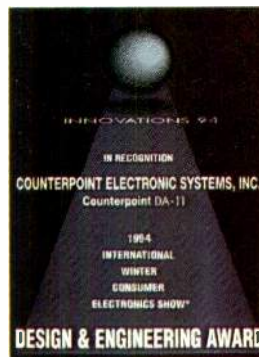 INNOVATIONS 94
IN RECOGNITION
COUNTERPOINT ELECTRONIC SYSTEMS, INC.
Counterpoint DA-11
1994
INTERNATIONAL
WINTER
CONSUMER
ELECTRONICS SHOW
DESIGN & ENGINEERING AWARD